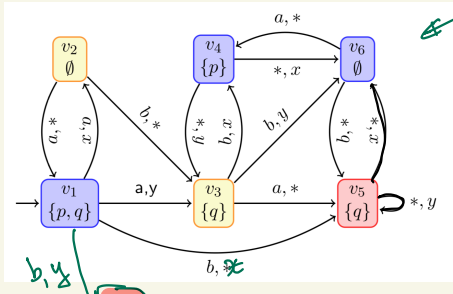 a, *
v2
∅
v4
{p}
*, x
v6
∅
a, *
a, x
b, *
*, y
b, x
b, y
b, *
*, x
v1
{p, q}
a,y
v3
{q}
a, *
v5
{q}
*, y
b, x
b, y